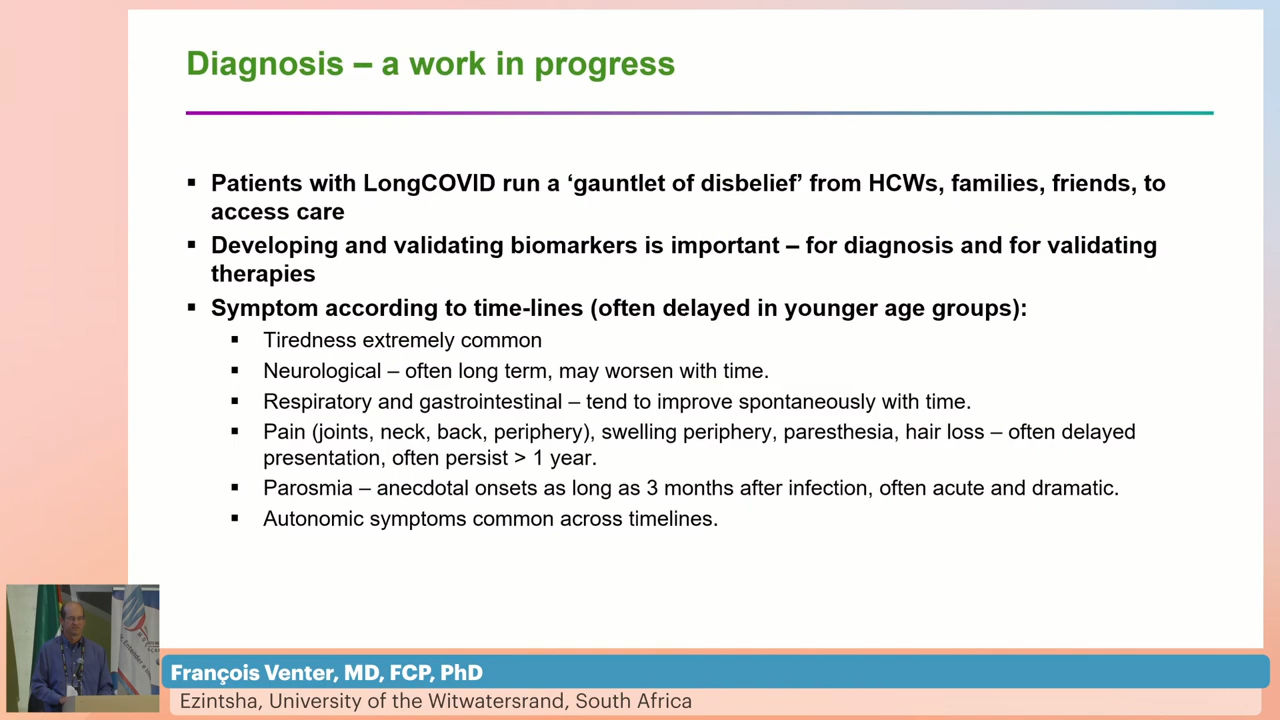 Diagnosis – a work in progress
▪ Patients with LongCOVID run a ‘gauntlet of disbelief’ from HCWs, families, friends, to
access care
▪ Developing and validating biomarkers is important – for diagnosis and for validating
therapies
▪ Symptom according to time-lines (often delayed in younger age groups):
▪ Tiredness extremely common
▪ Neurological – often long term, may worsen with time.
▪ Respiratory and gastrointestinal – tend to improve spontaneously with time.
▪ Pain (joints, neck, back, periphery), swelling periphery, paresthesia, hair loss – often delayed
presentation, often persist > 1 year.
▪ Parosmia – anecdotal onsets as long as 3 months after infection, often acute and dramatic.
▪ Autonomic symptoms common across timelines.
François Venter, MD, FCP, PhD
Ezintsha, University of the Witwatersrand, South Africa